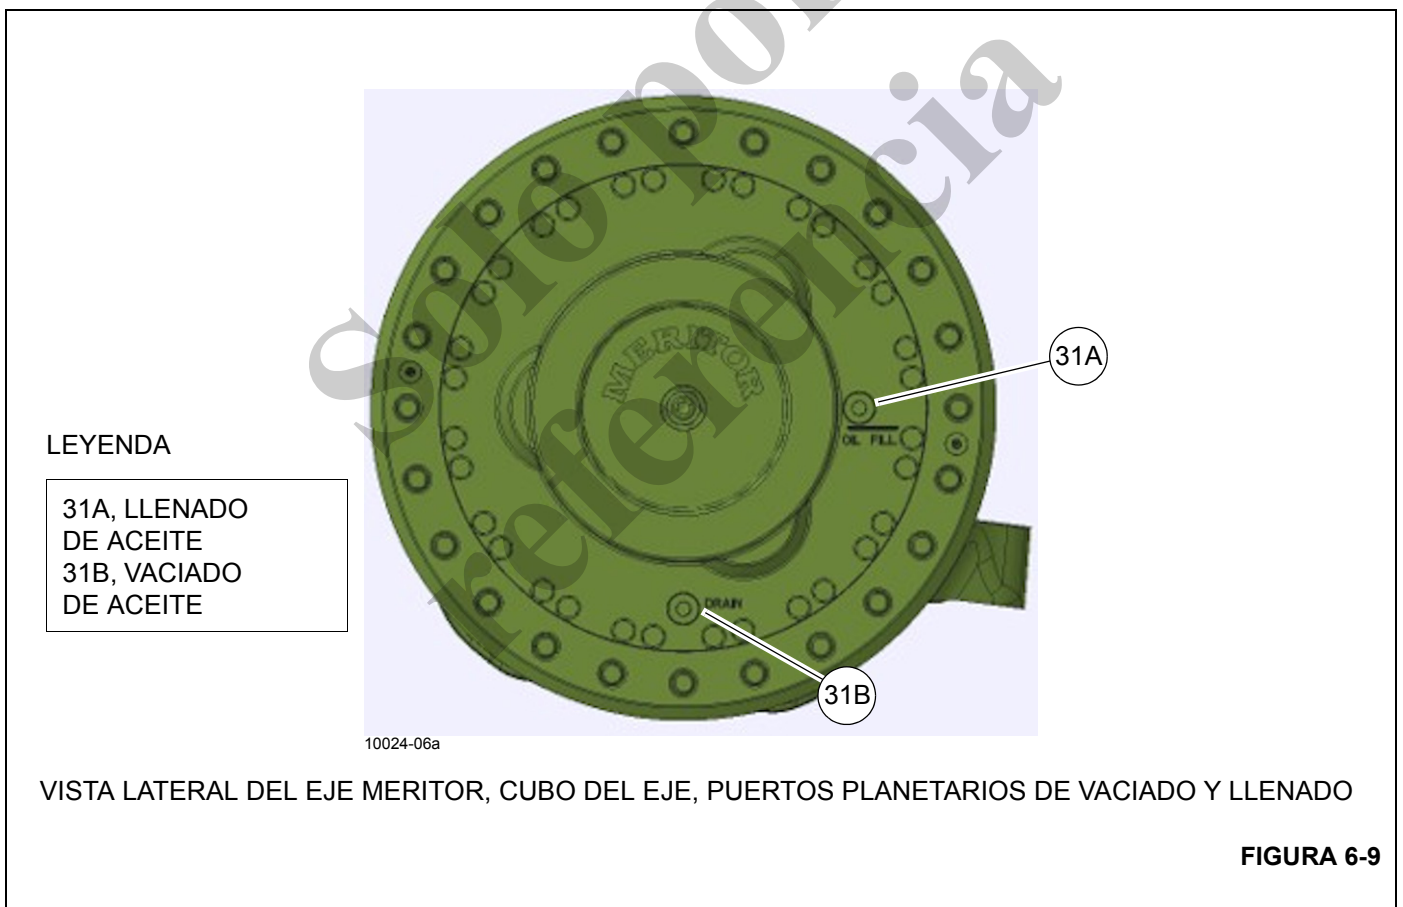 Solo por
referencia
MERITOR
31A
OIL FILL
LEYENDA
31A, LLENADO
DE ACEITE
31B, VACIADO
DE ACEITE
DRAIN
31B
10024-06a
VISTA LATERAL DEL EJE MERITOR, CUBO DEL EJE, PUERTOS PLANETARIOS DE VACIADO Y LLENADO
FIGURA 6-9